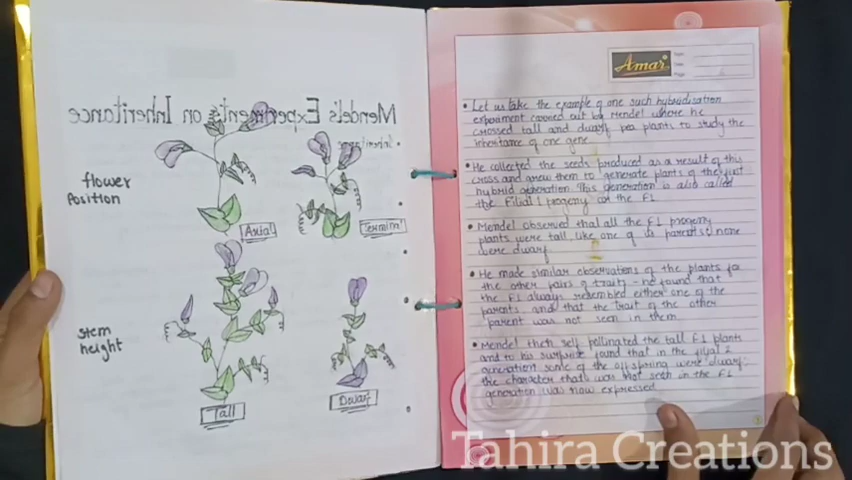 Mendel's Experiments on Inheritance
flower
Position
Axial
Terminal
stem
height
Tall
Dwarf
Amar
Date
Page
• Let us take the example of one such hybridisation
experiment carried out by Mendel where he
crossed tall and dwarf pea plants to study the
inheritance of one gene
• He collected the seeds produced as a result of this
cross and grew them to generate plants of the first
hybrid generation. This generation is also called
the Filial 1 progeny or the F1
• Mendel observed that all the F1 progeny
plants were tall, like one of its parents; none
were dwarf
• He made similar observations of the plants for
the other pairs of traits - he found that
the F1 always resembled either one of the
parents, and that the trait of the other
parent was not seen in them.
• Mendel then self pollinated the tall F1 plants
and to his surprise found that in the filial 2
generation some of the offspring were dwarf;
the character that was not seen in the F1
generation was now expressed
Tahira Creations